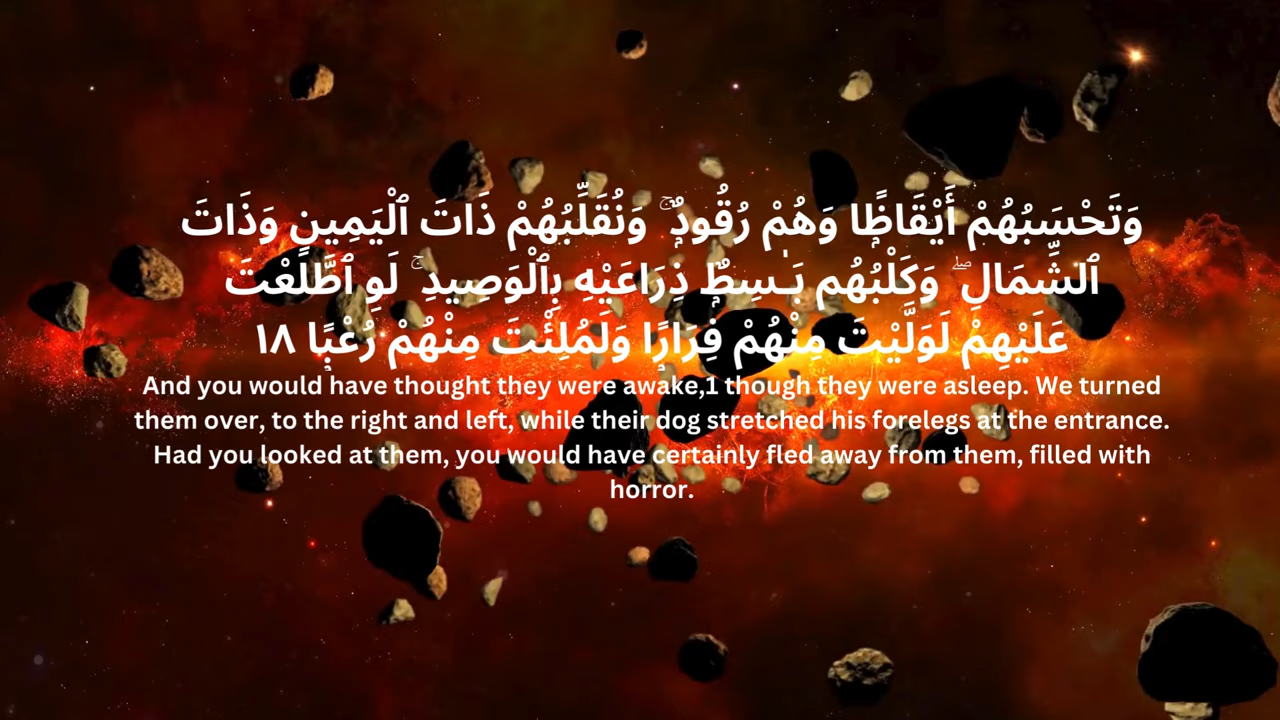 وَتَحْسَبُهُمْ أَيْقَاظًۭا وَهُمْ رُقُودٌۭ ۚ وَنُقَلِّبُهُمْ ذَاتَ ٱلْيَمِينِ وَذَاتَ
ٱلشِّمَالِ ۖ وَكَلْبُهُم بَـٰسِطٌۭ ذِرَاعَيْهِ بِٱلْوَصِيدِ ۚ لَوِ ٱطَّلَعْتَ
عَلَيْهِمْ لَوَلَّيْتَ مِنْهُمْ فِرَارًۭا وَلَمُلِئْتَ مِنْهُمْ رُعْبًۭا ١٨
And you would have thought they were awake,1 though they were asleep. We turned
them over, to the right and left, while their dog stretched his forelegs at the entrance.
Had you looked at them, you would have certainly fled away from them, filled with
horror.